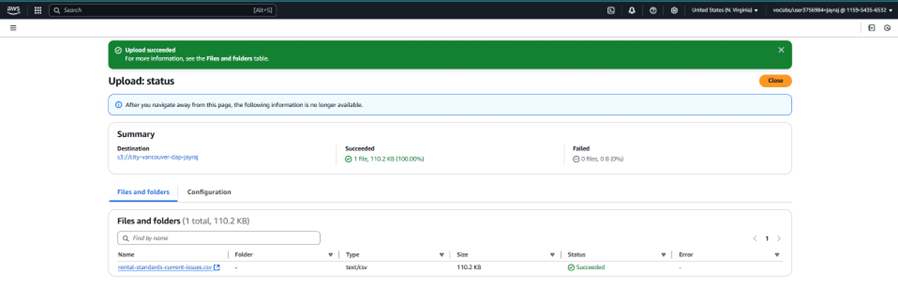 aws Search [Alt+S] United States (N. Virginia) voclabs/user3756984=jayraj @ 1159-5435-6532
Upload succeeded
For more information, see the Files and folders table.
Upload: status Close
After you navigate away from this page, the following information is no longer available.
Summary
Destination Succeeded Failed
s3://city-vancouver-dap-jayraj 1 file, 110.2 KB (100.00%) 0 files, 0 B (0%)
Files and folders Configuration
Files and folders (1 total, 110.2 KB)
Find by name 1
Name Folder Type Size Status Error
rental-standards-current-issues.csv - text/csv 110.2 KB Succeeded -